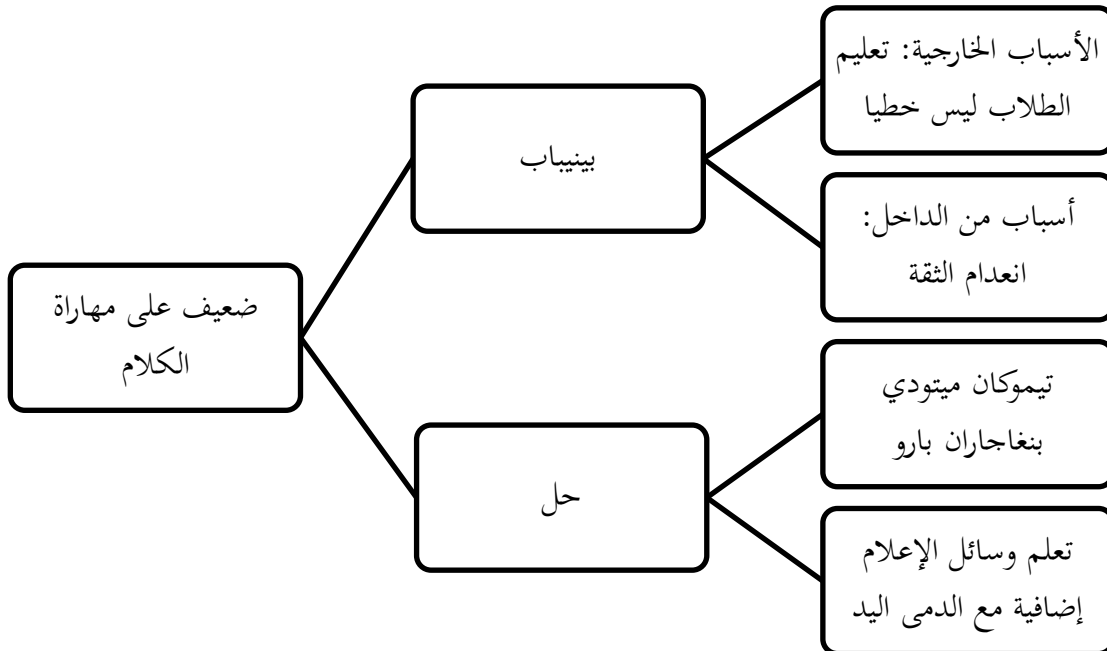 ضعيف على مهاراة
الكلام
بينيباب
الأسباب الخارجية: تعليم
الطلاب ليس خطيا
أسباب من الداخل:
انعدام الثقة
حل
تيموكان ميتودي
بنغاجاران بارو
تعلم وسائل الإعلام
إضافية مع الدمى اليد